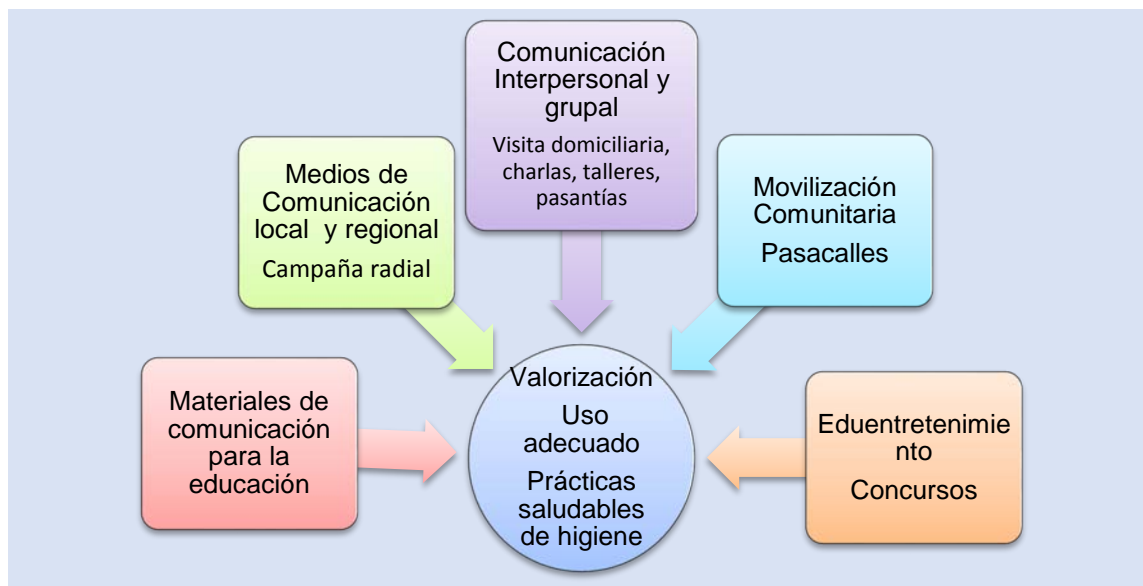 Comunicación
Interpersonal y
grupal
Visita domiciliaria,
charlas, talleres,
pasantías
Medios de
Comunicación
local y regional
Campaña radial
Movilización
Comunitaria
Pasacalles
Materiales de
comunicación
para la
educación
Valorización
Uso
adecuado
Prácticas
saludables
de higiene
Eduentretenimie
nto
Concursos